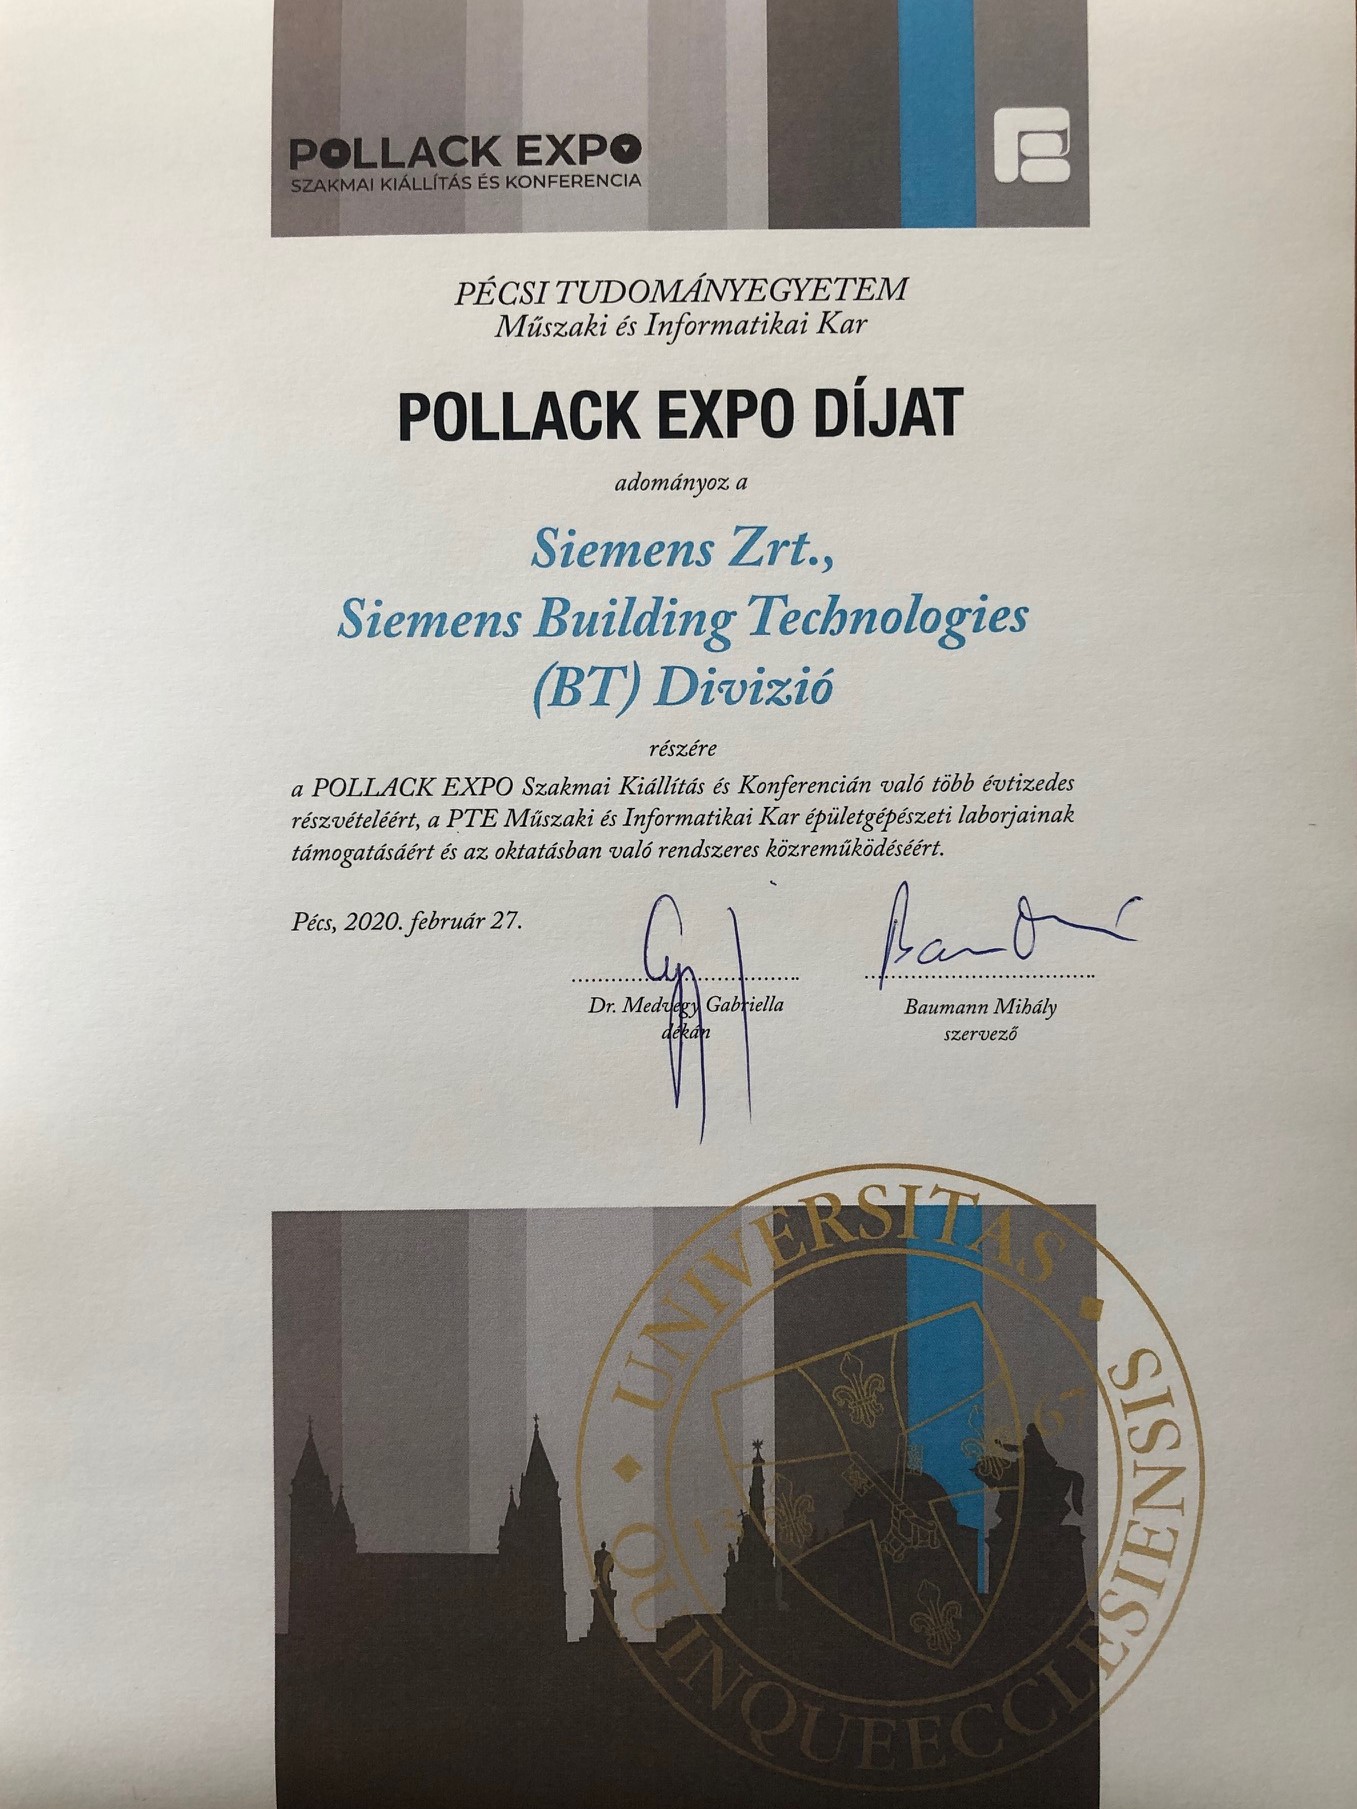 POLLACK EXPO
SZAKMAI KIÁLLÍTÁS ÉS KONFERENCIA
PÉCSI TUDOMÁNYEGYETEM
Műszaki és Informatikai Kar
POLLACK EXPO DÍJAT
adományoz a
Siemens Zrt.,
Siemens Building Technologies
(BT) Divizió
részére
a POLLACK EXPO Szakmai Kiállítás és Konferencián való több évtizedes
részvételéért, a PTE Műszaki és Informatikai Kar épületgépészeti laborjainak
támogatásáért és az oktatásban való rendszeres közreműködéséért.
Pécs, 2020. február 27.
Dr. Medvegy Gabriella
dékán
Baumann Mihály
szervező
UNIVERSITAS QUINQUEECCLESIENSIS